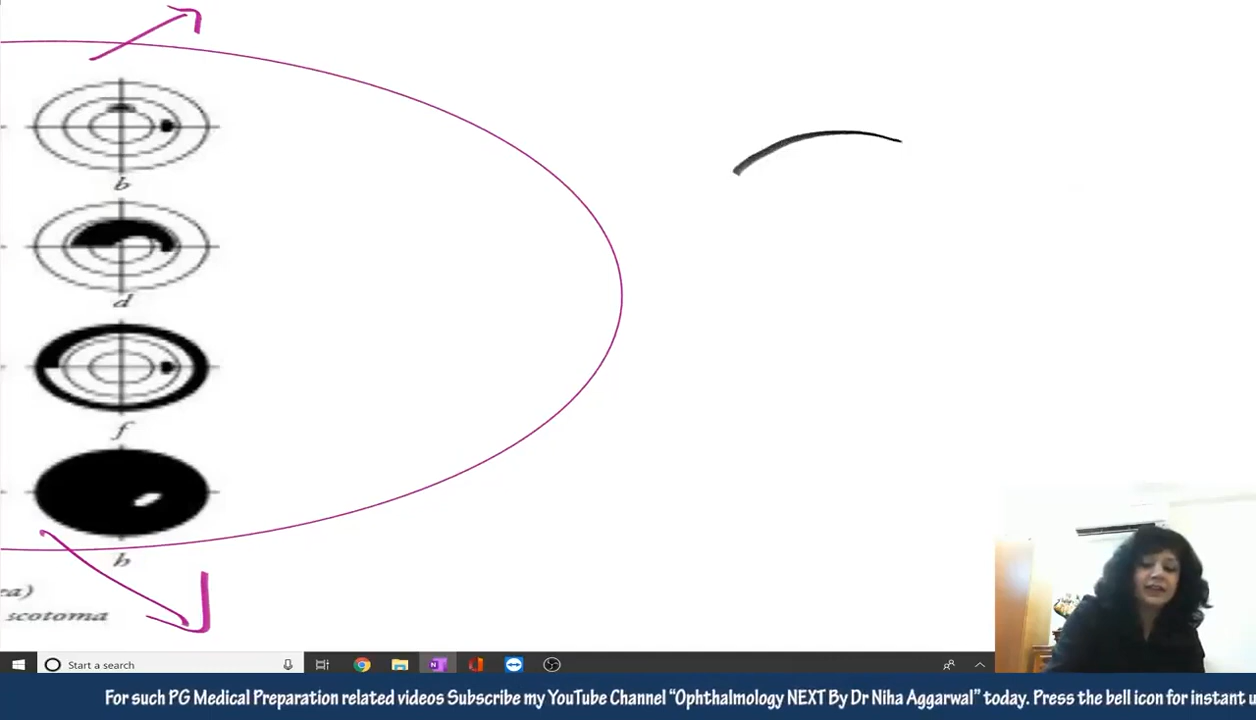 b
d
f
h
ea)
scotoma
Start a search
For such PG Medical Preparation related videos Subscribe my YouTube Channel “Ophthalmology NEXT By Dr Niha Aggarwal” today. Press the bell icon for instant u